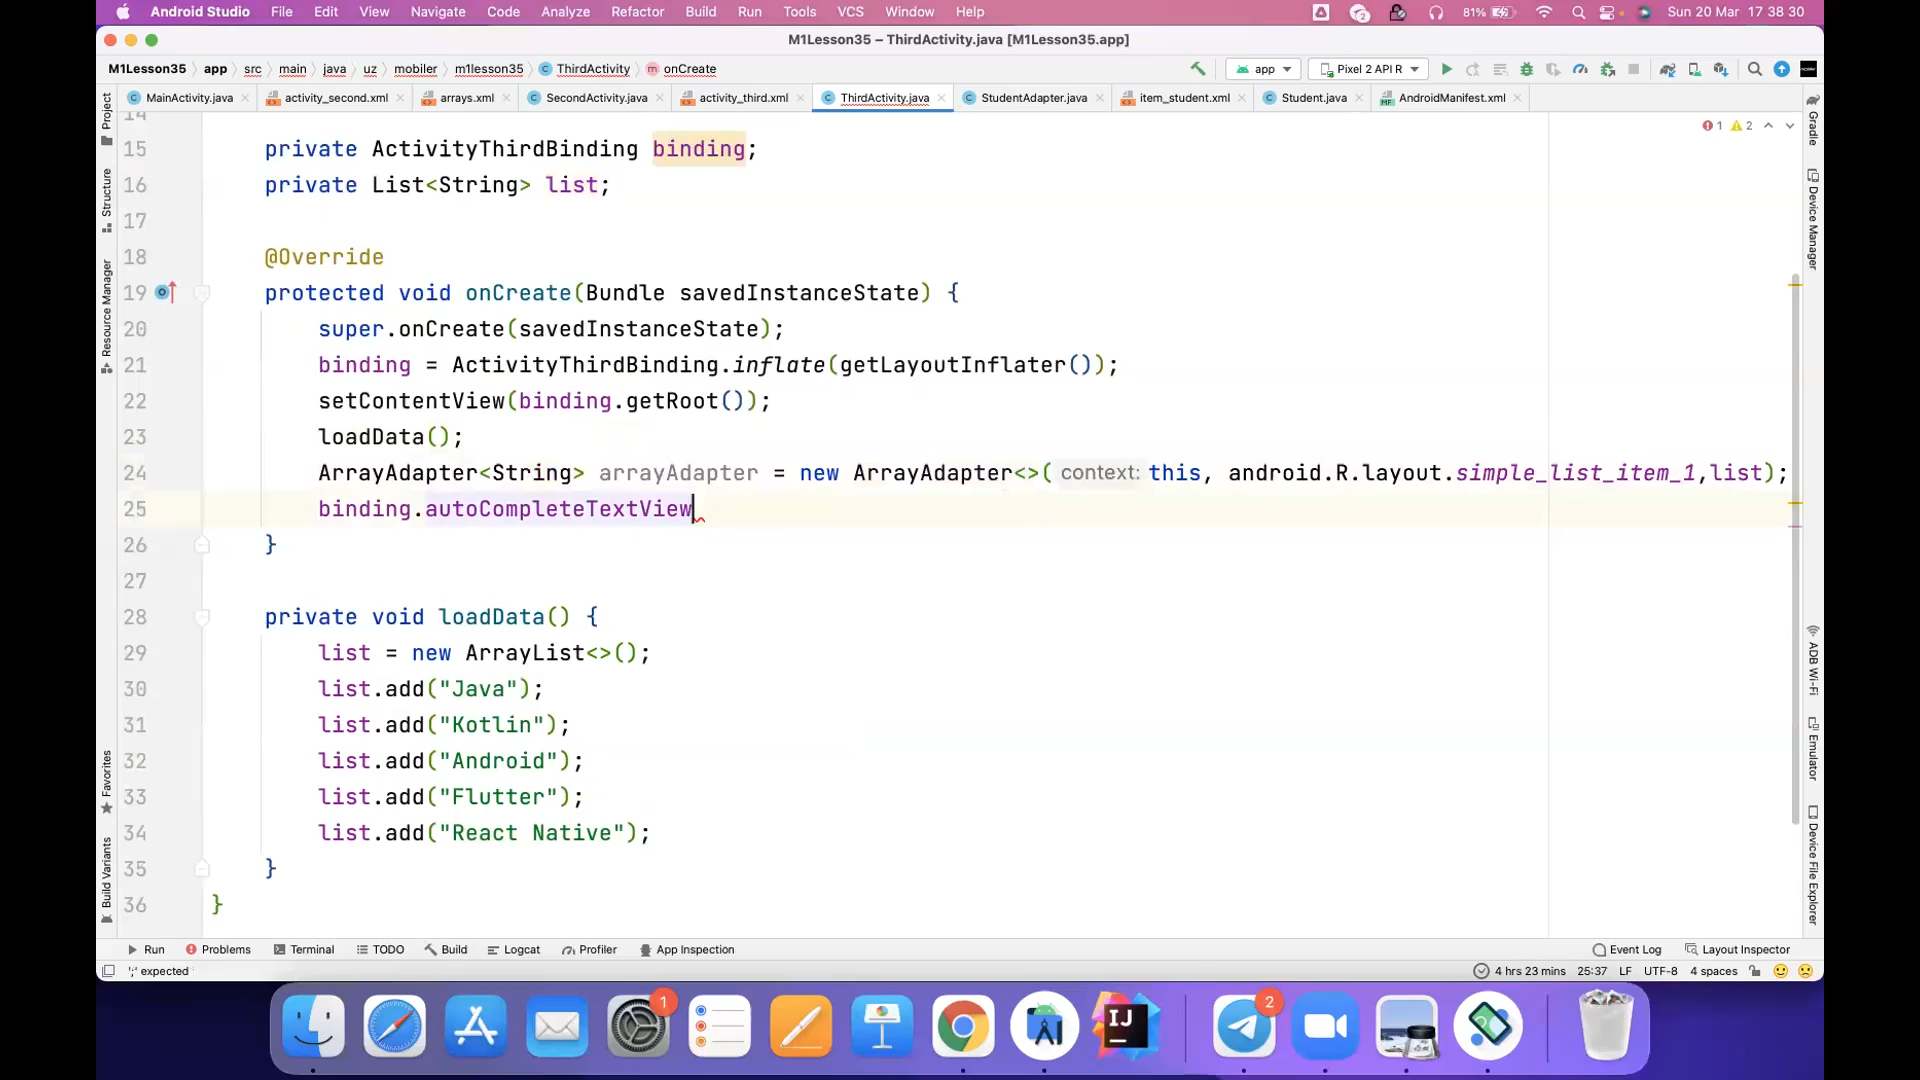 Android Studio File Edit View Navigate Code Analyze Refactor Build Run Tools VCS Window Help 2 81% Sun 20 Mar 17 38 30
M1Lesson35 – ThirdActivity.java [M1Lesson35.app]
M1Lesson35 app src main java uz mobiler m1lesson35 ThirdActivity onCreate app Pixel 2 API R
MainActivity.java activity_second.xml arrays.xml SecondActivity.java activity_third.xml ThirdActivity.java StudentAdapter.java item_student.xml Student.java AndroidManifest.xml
1 2
14
15 private ActivityThirdBinding binding;
16 private List<String> list;
17
18 @Override
19 protected void onCreate(Bundle savedInstanceState) {
20 super.onCreate(savedInstanceState);
21 binding = ActivityThirdBinding.inflate(getLayoutInflater());
22 setContentView(binding.getRoot());
23 loadData();
24 ArrayAdapter<String> arrayAdapter = new ArrayAdapter<>( context: this, android.R.layout.simple_list_item_1,list);
25 binding.autoCompleteTextView
26 }
27
28 private void loadData() {
29 list = new ArrayList<>();
30 list.add("Java");
31 list.add("Kotlin");
32 list.add("Android");
33 list.add("Flutter");
34 list.add("React Native");
35 }
36 }
Project
Structure
Resource Manager
Favorites
Build Variants
Gradle
Device Manager
ADB Wi-Fi
Emulator
Device File Explorer
Run Problems Terminal TODO Build Logcat Profiler App Inspection Event Log Layout Inspector
';' expected 4 hrs 23 mins 25:37 LF UTF-8 4 spaces
1 IJ 2